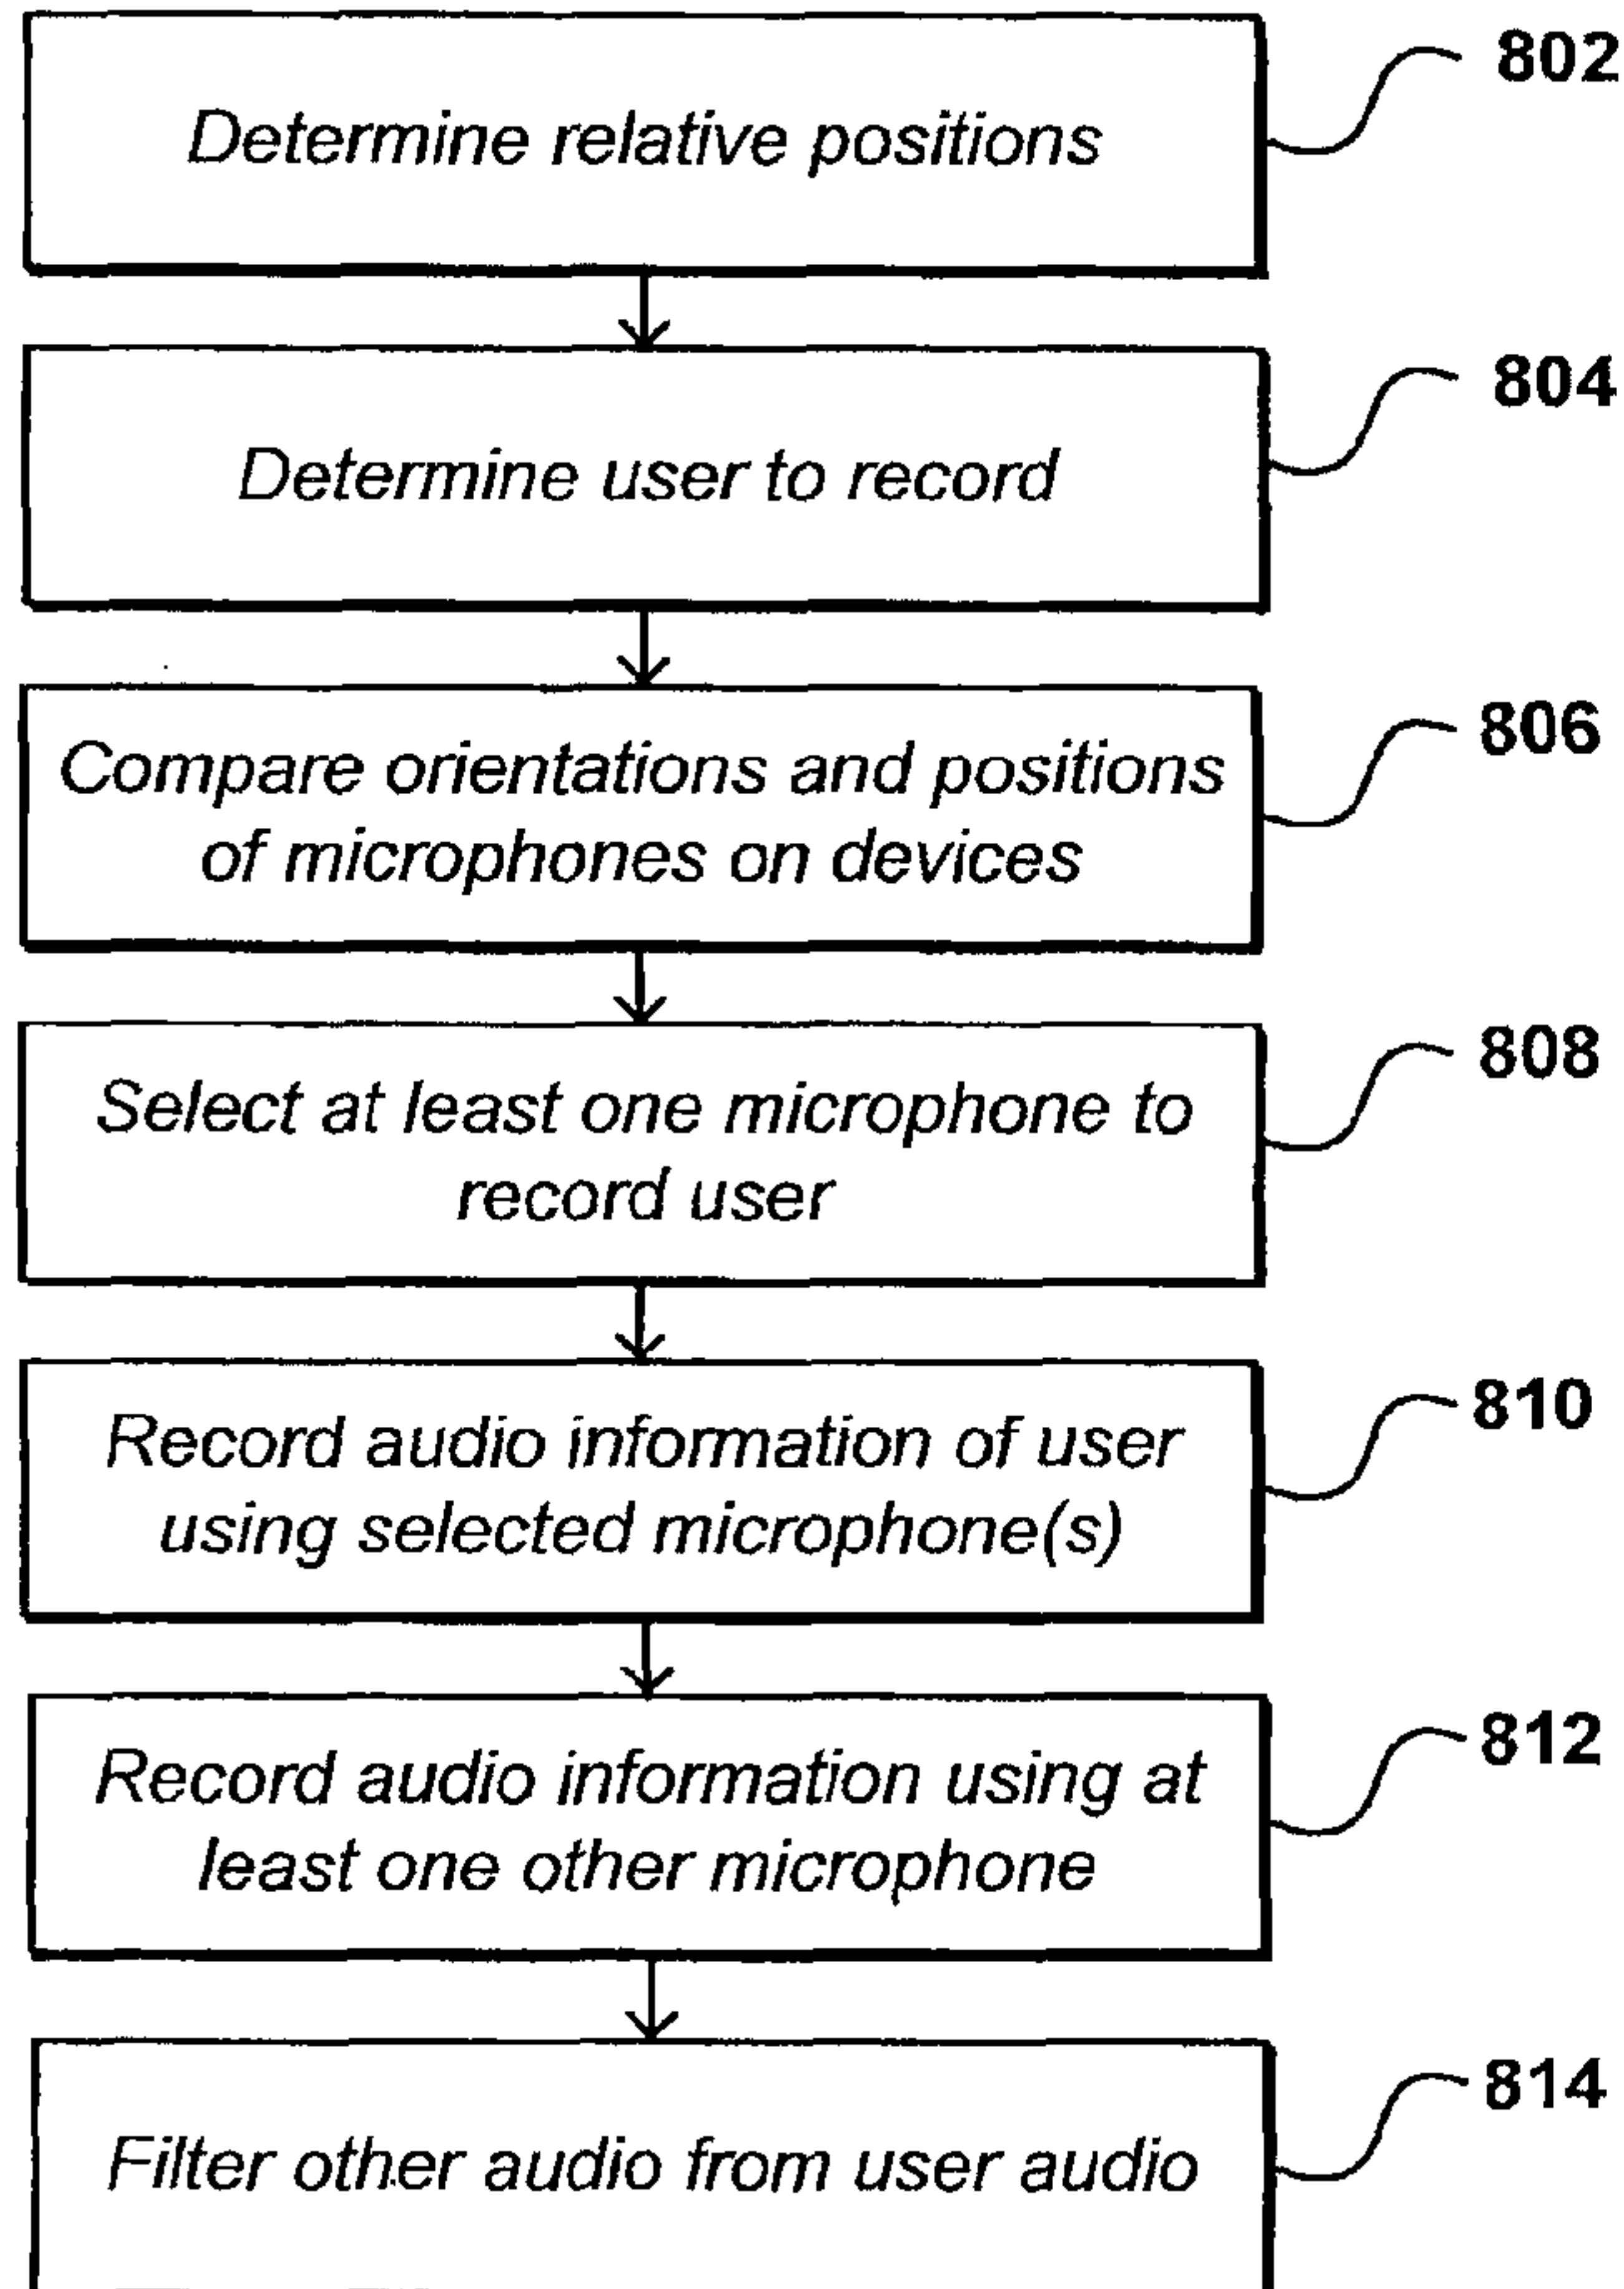 802
Determine relative positions
804
Determine user to record
806
Compare orientations and positions
of microphones on devices
808
Select at least one microphone to
record user
810
Record audio information of user
using selected microphone(s)
812
Record audio information using at
least one other microphone
814
Filter other audio from user audio